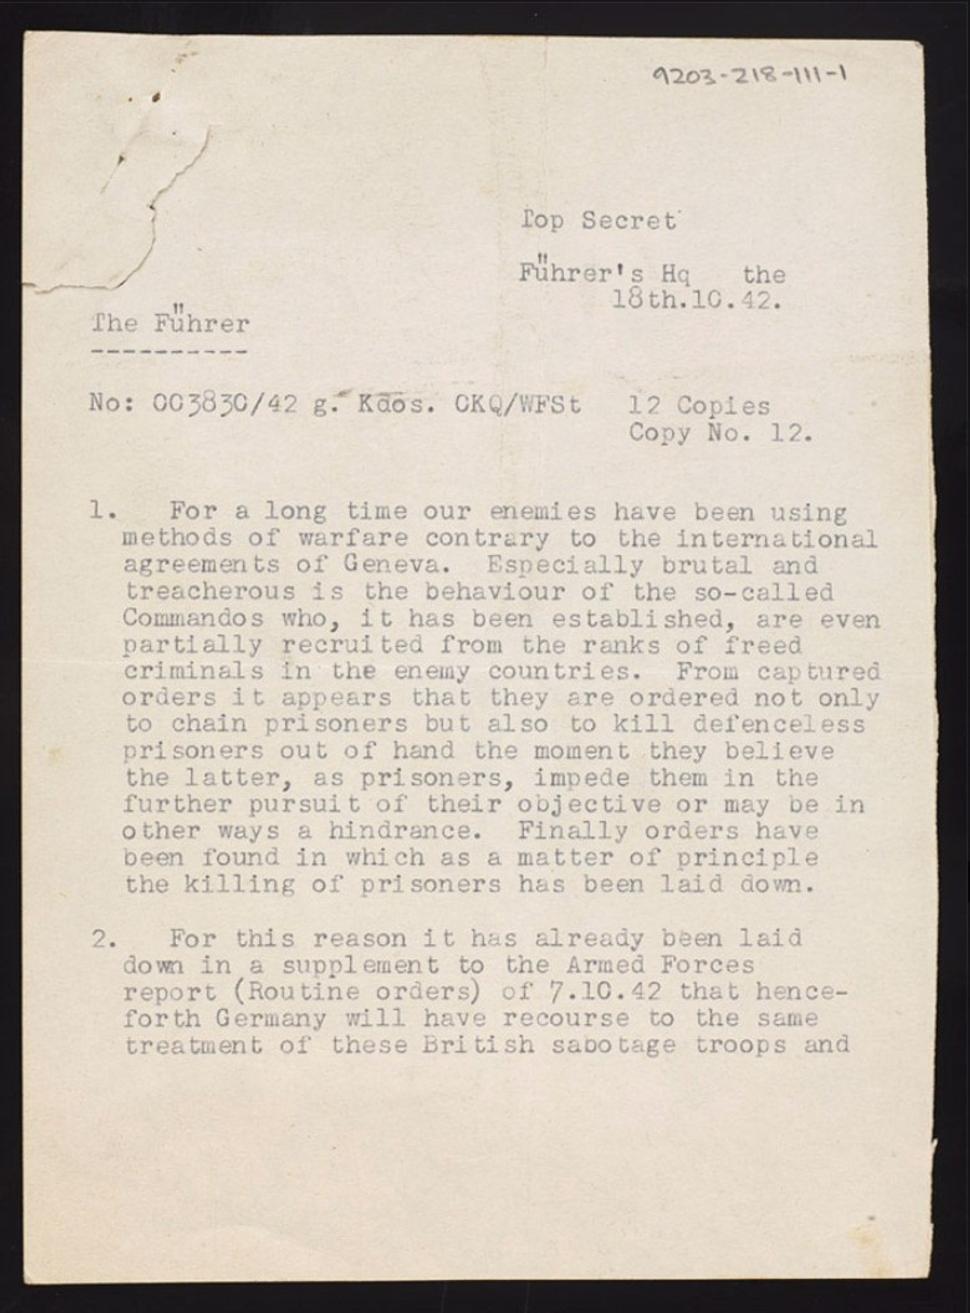 9203-218-111-1
Top Secret
Führer's Hq the
18th.10.42.
The Führer
----------
No: 003830/42 g. Kdos. OKQ/WFSt 12 Copies
Copy No. 12.
1. For a long time our enemies have been using
methods of warfare contrary to the international
agreements of Geneva. Especially brutal and
treacherous is the behaviour of the so-called
Commandos who, it has been established, are even
partially recruited from the ranks of freed
criminals in the enemy countries. From captured
orders it appears that they are ordered not only
to chain prisoners but also to kill defenceless
prisoners out of hand the moment they believe
the latter, as prisoners, impede them in the
further pursuit of their objective or may be in
other ways a hindrance. Finally orders have
been found in which as a matter of principle
the killing of prisoners has been laid down.
2. For this reason it has already been laid
down in a supplement to the Armed Forces
report (Routine orders) of 7.10.42 that hence-
forth Germany will have recourse to the same
treatment of these British sabotage troops and